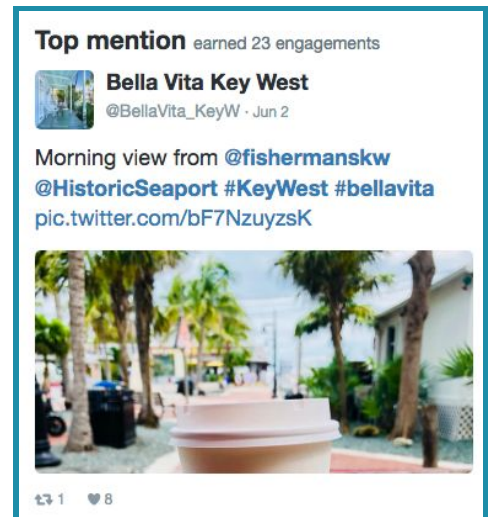 Top mention earned 23 engagements
Bella Vita Key West
@BellaVita_KeyW · Jun 2
Morning view from @fishermanskw
@HistoricSeaport #KeyWest #bellavita
pic.twitter.com/bF7NzuyzsK
1 8